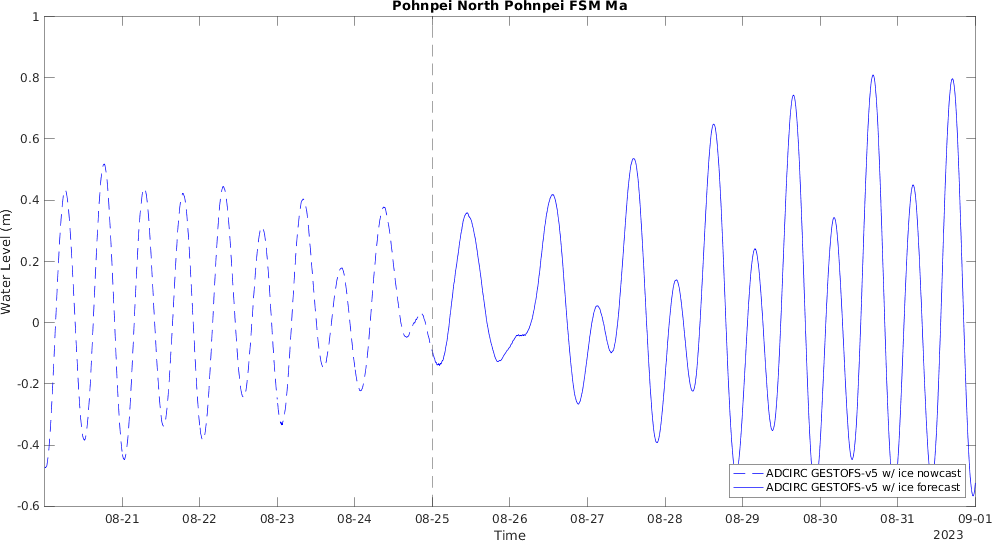 Pohnpei North Pohnpei FSM Ma
1
0.8
0.6
0.4
0.2
0
-0.2
-0.4
-0.6
Water Level (m)
ADCIRC GESTOFS-v5 w/ ice nowcast
ADCIRC GESTOFS-v5 w/ ice forecast
08-21 08-22 08-23 08-24 08-25 08-26 08-27 08-28 08-29 08-30 08-31 09-01
Time
2023